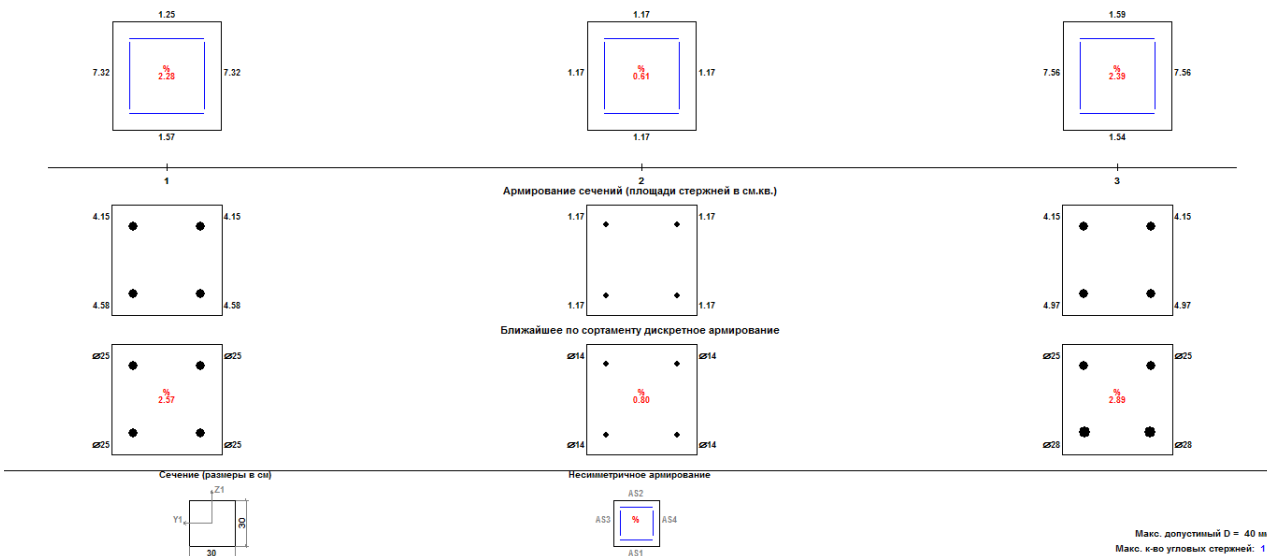 1.25 1.17 1.59
7.32 % 2.28 7.32 1.17 % 0.61 1.17 7.56 % 2.39 7.56
1.57 1.17 1.54
1 2 3
Армирование сечений (площади стержней в см.кв.)
4.15 4.15 1.17 1.17 4.15 4.15
4.58 4.58 1.17 1.17 4.97 4.97
Ближайшее по сортаменту дискретное армирование
⌀25 ⌀25 ⌀14 ⌀14 ⌀25 ⌀25
% % %
2.57 0.80 2.89
⌀25 ⌀25 ⌀14 ⌀14 ⌀28 ⌀28
Сечение (размеры в см) Несимметричное армирование
Z1 AS2
Y1 30 AS3 % AS4
30 AS1
Макс. допустимый D = 40 мм
Макс. к-во угловых стержней: 1